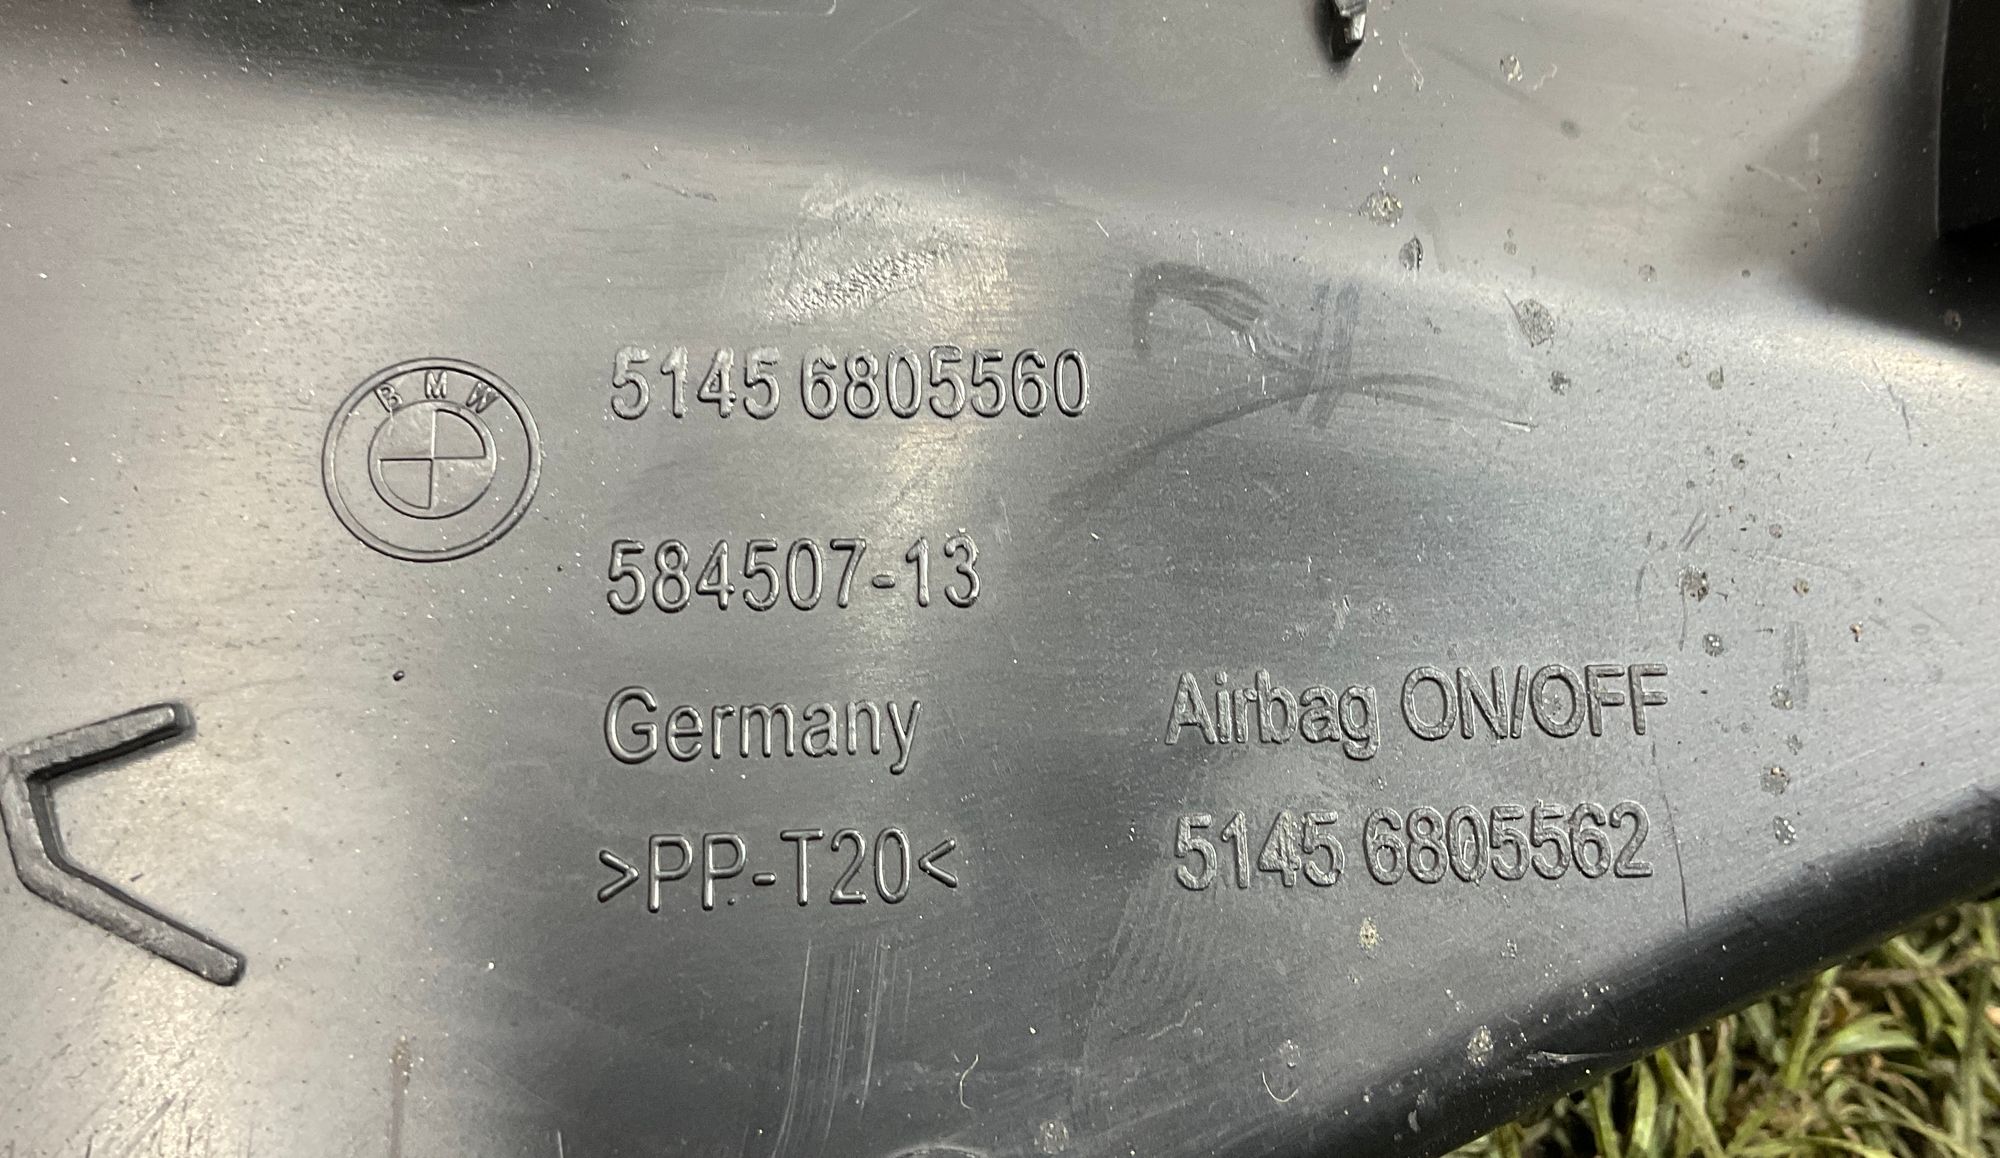 BMW
5145 6805560
584507-13
Germany
>PP-T20<
Airbag ON/OFF
5145 6805562